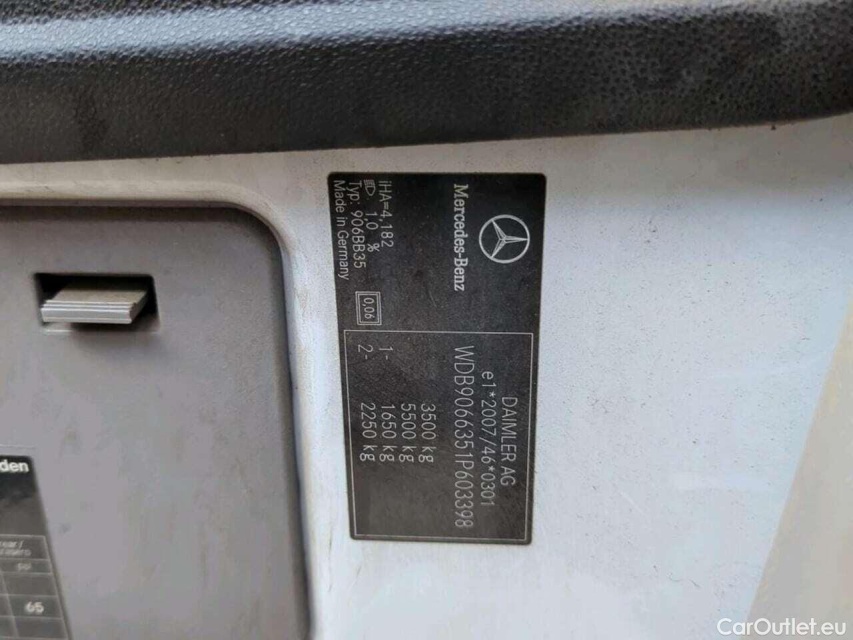 Mercedes-Benz
iHA=4,182
1,0 %
Typ: 906BB35
Made in Germany
0,06
DAIMLER AG
e1*2007/46*0301
WDB9066351P603398
3500 kg
5500 kg
1- 1650 kg
2- 2250 kg
den
65
CarOutlet.eu